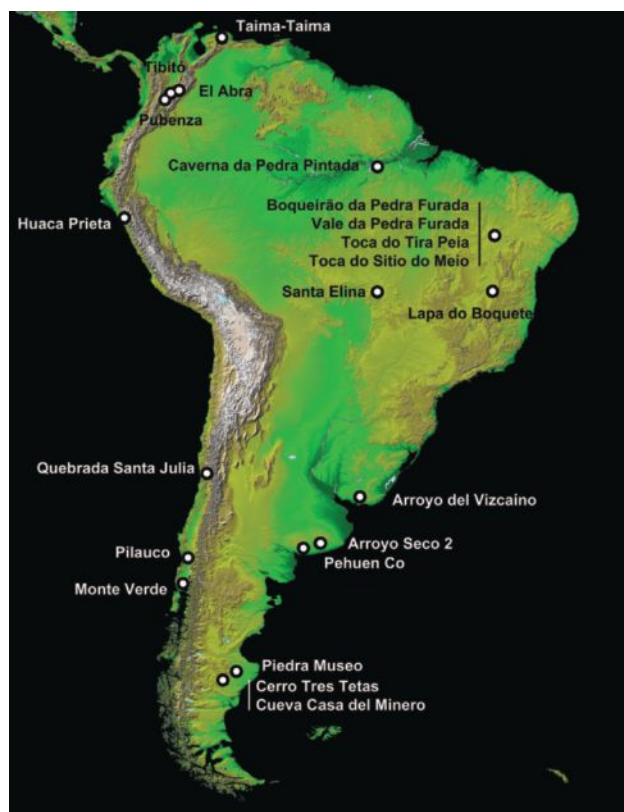 Taima-Taima
Tibitó
El Abra
Pubenza
Caverna da Pedra Pintada
Boqueirão da Pedra Furada
Vale da Pedra Furada
Toca do Tira Peia
Toca do Sitio do Meio
Huaca Prieta
Santa Elina
Lapa do Boquete
Quebrada Santa Julia
Arroyo del Vizcaíno
Arroyo Seco 2
Pilauco
Pehuen Co
Monte Verde
Piedra Museo
Cerro Tres Tetas
Cueva Casa del Minero